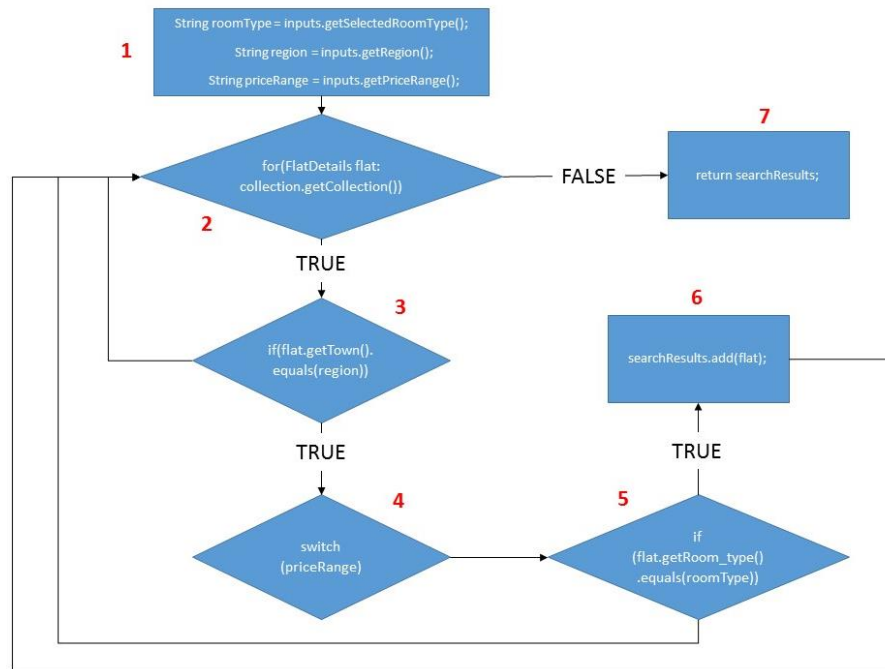 String roomType = inputs.getSelectedRoomType();
1
String region = inputs.getRegion();
String priceRange = inputs.getPriceRange();
7
for(FlatDetails flat:
collection.getCollection())
FALSE
return searchResults;
2
TRUE
3
6
if(flat.getTown().
equals(region))
searchResults.add(flat);
TRUE
TRUE
4
5
switch
(priceRange)
if
(flat.getRoom_type()
.equals(roomType))